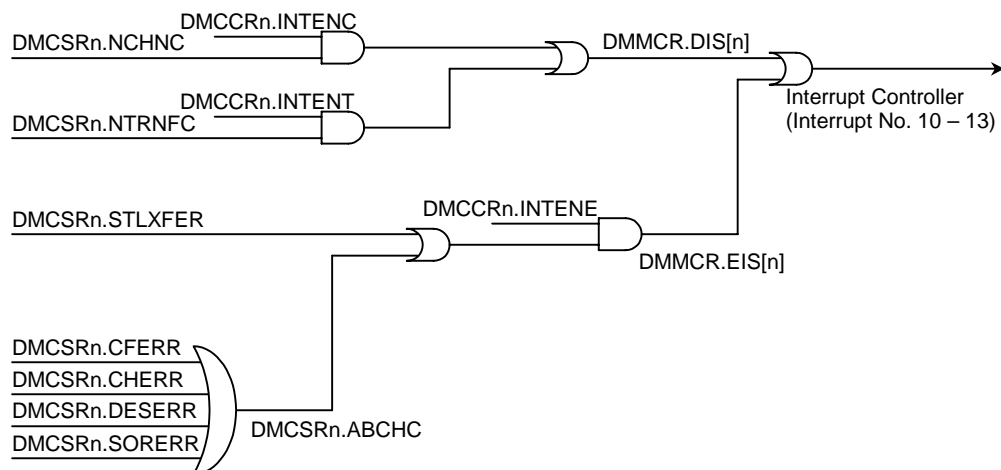 DMCCRn.INTENC
DMCSRn.NCHNC
DMMCR.DIS[n]
DMCCRn.INTENT
DMCSRn.NTRNFC
Interrupt Controller
(Interrupt No. 10 – 13)
DMCSRn.STLXFER
DMCCRn.INTENE
DMMCR.EIS[n]
DMCSRn.CFERR
DMCSRn.CHERR
DMCSRn.DESERR
DMCSRn.ABCHC
DMCSRn.SORERR